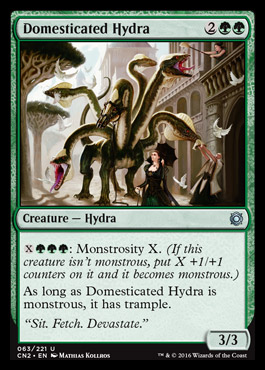 Domesticated Hydra 2
Creature — Hydra
X: Monstrosity X. (If this
creature isn't monstrous, put X +1/+1
counters on it and it becomes monstrous.)
As long as Domesticated Hydra is
monstrous, it has trample.
"Sit. Fetch. Devastate."
3/3
063/221 U
CN2 • EN MATHIAS KOLLROS
™ & © 2016 Wizards of the Coast